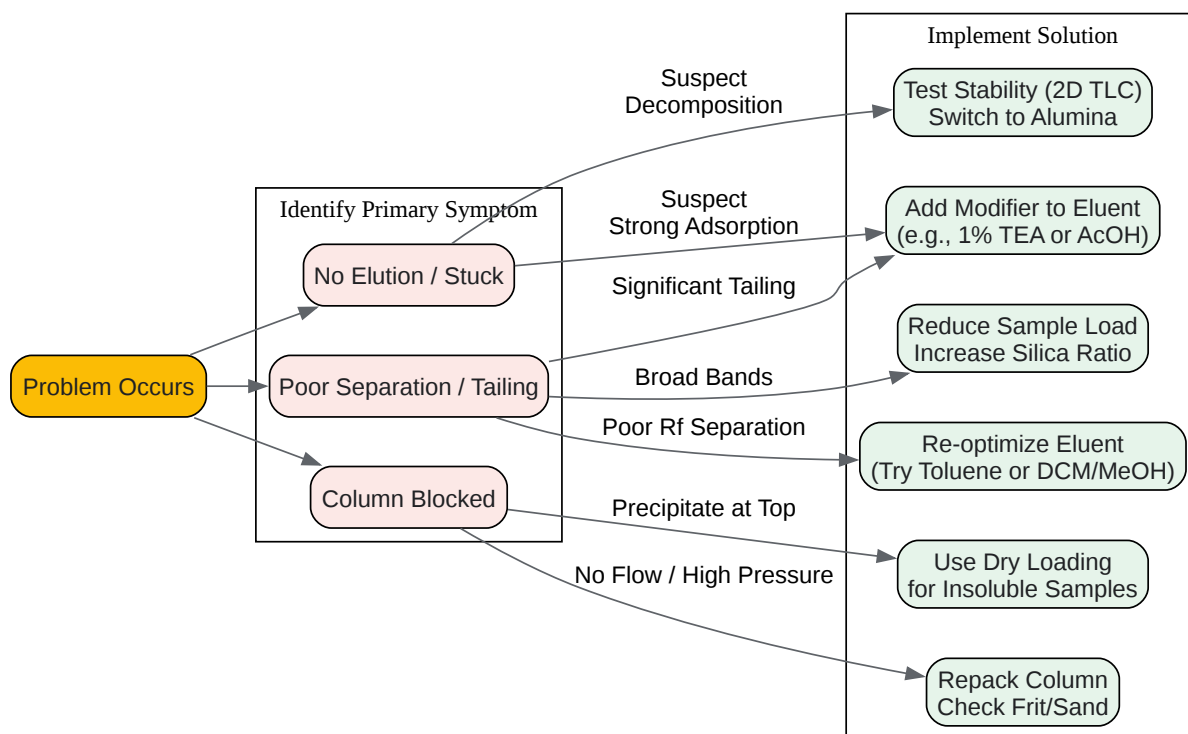 Implement Solution
Suspect
Decomposition
Test Stability (2D TLC)
Switch to Alumina
Identify Primary Symptom
Suspect
Strong Adsorption
Add Modifier to Eluent
(e.g., 1% TEA or AcOH)
No Elution / Stuck
Significant Tailing
Reduce Sample Load
Increase Silica Ratio
Problem Occurs
Poor Separation / Tailing
Broad Bands
Poor Rf Separation
Re-optimize Eluent
(Try Toluene or DCM/MeOH)
Column Blocked
Precipitate at Top
Use Dry Loading
for Insoluble Samples
No Flow / High Pressure
Repack Column
Check Frit/Sand